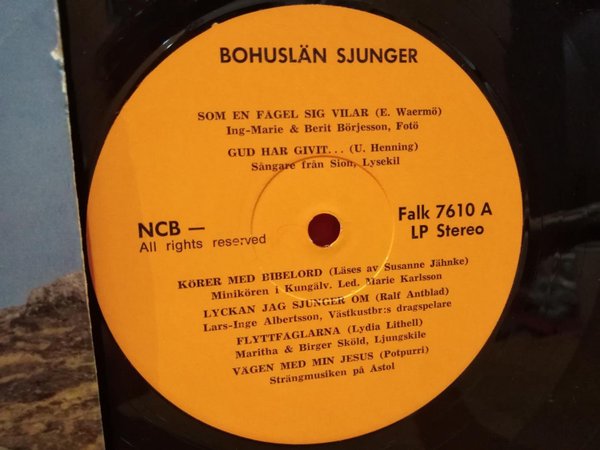 BOHUSLÄN SJUNGER
SOM EN FAGEL SIG VILAR (E. Waermö)
Ing-Marie & Berit Börjesson, Fotö
GUD HAR GIVIT... (U. Henning)
Sångare från Sion, Lysekil
NCB —
All rights reserved
Falk 7610 A
LP Stereo
KÖRER MED BIBELORD (Läses av Susanne Jähnke)
Minikören i Kungälv. Led. Marie Karlsson
LYCKAN JAG SJUNGER OM (Ralf Antblad)
Lars-Inge Albertsson, Västkustbr:s dragspelare
FLYTTFAGLARNA (Lydia Lithell)
Maritha & Birger Sköld, Ljungskile
VÄGEN MED MIN JESUS (Potpurri)
Strängmusiken på Astol